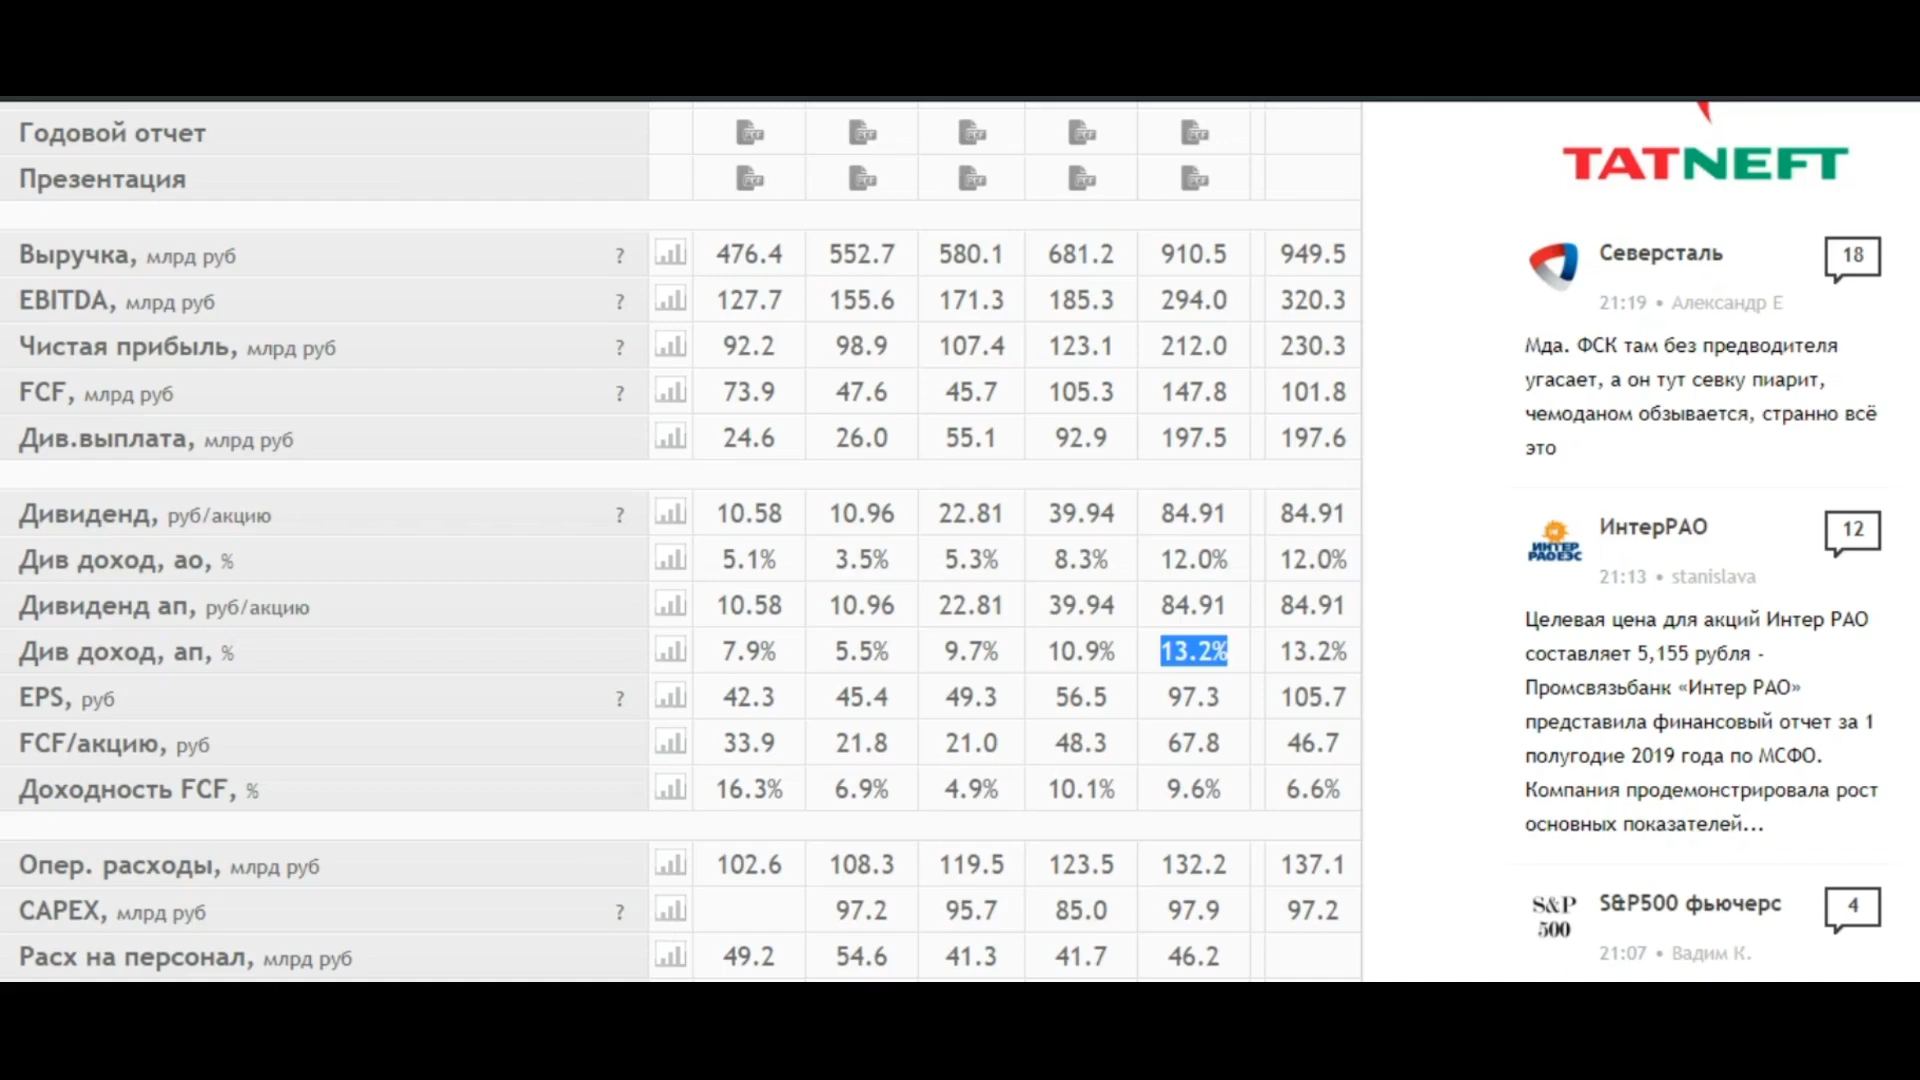 Годовой отчет
Презентация
Выручка, млрд руб ? 476.4 552.7 580.1 681.2 910.5 949.5
EBITDA, млрд руб ? 127.7 155.6 171.3 185.3 294.0 320.3
Чистая прибыль, млрд руб ? 92.2 98.9 107.4 123.1 212.0 230.3
FCF, млрд руб ? 73.9 47.6 45.7 105.3 147.8 101.8
Див.выплата, млрд руб 24.6 26.0 55.1 92.9 197.5 197.6
Дивиденд, руб/акцию ? 10.58 10.96 22.81 39.94 84.91 84.91
Див доход, ао, % 5.1% 3.5% 5.3% 8.3% 12.0% 12.0%
Дивиденд ап, руб/акцию 10.58 10.96 22.81 39.94 84.91 84.91
Див доход, ап, % 7.9% 5.5% 9.7% 10.9% 13.2% 13.2%
EPS, руб ? 42.3 45.4 49.3 56.5 97.3 105.7
FCF/акцию, руб 33.9 21.8 21.0 48.3 67.8 46.7
Доходность FCF, % 16.3% 6.9% 4.9% 10.1% 9.6% 6.6%
Опер. расходы, млрд руб 102.6 108.3 119.5 123.5 132.2 137.1
CAPEX, млрд руб ? 97.2 95.7 85.0 97.9 97.2
Расх на персонал, млрд руб 49.2 54.6 41.3 41.7 46.2
TATNEFT
Северсталь 18
21:19 • Александр Е
Мда. ФСК там без предводителя
угасает, а он тут севку пиарит,
чемоданом обзывается, странно всё
это
ИНТЕР
РАОЕЭС
ИнтерРАО 12
21:13 • stanislava
Целевая цена для акций Интер РАО
составляет 5,155 рубля -
Промсвязьбанк «Интер РАО»
представила финансовый отчет за 1
полугодие 2019 года по МСФО.
Компания продемонстрировала рост
основных показателей...
S&P
500
S&P500 фьючерс 4
21:07 • Вадим К.